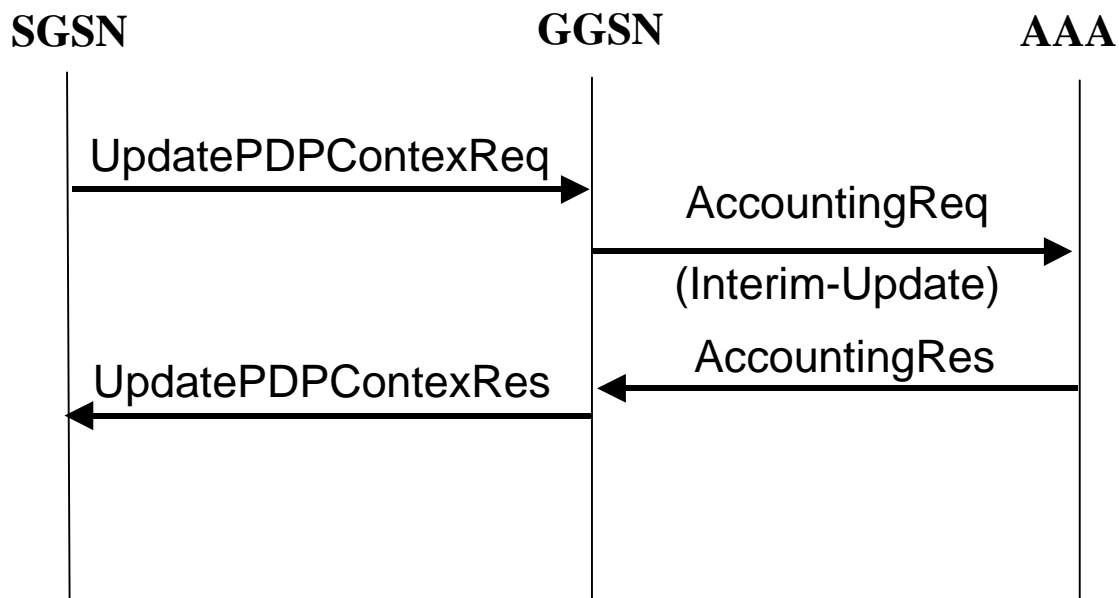 SGSN
GGSN
AAA
UpdatePDPContexReq
AccountingReq
(Interim-Update)
AccountingRes
UpdatePDPContexRes